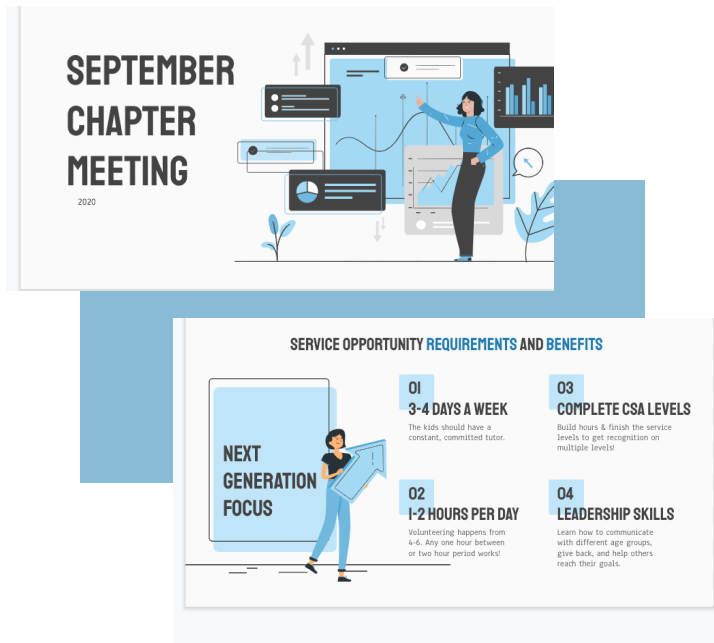 SEPTEMBER
CHAPTER
MEETING
2020
SERVICE OPPORTUNITY REQUIREMENTS AND BENEFITS
NEXT
GENERATION
FOCUS
01
3-4 DAYS A WEEK
The kids should have a
constant, committed tutor.
02
1-2 HOURS PER DAY
Volunteering happens from
4-6. Any one hour between
or two hour period works!
03
COMPLETE CSA LEVELS
Build hours & finish the service
levels to get recognition on
multiple levels!
04
LEADERSHIP SKILLS
Learn how to communicate
with different age groups,
give back, and help others
reach their goals.